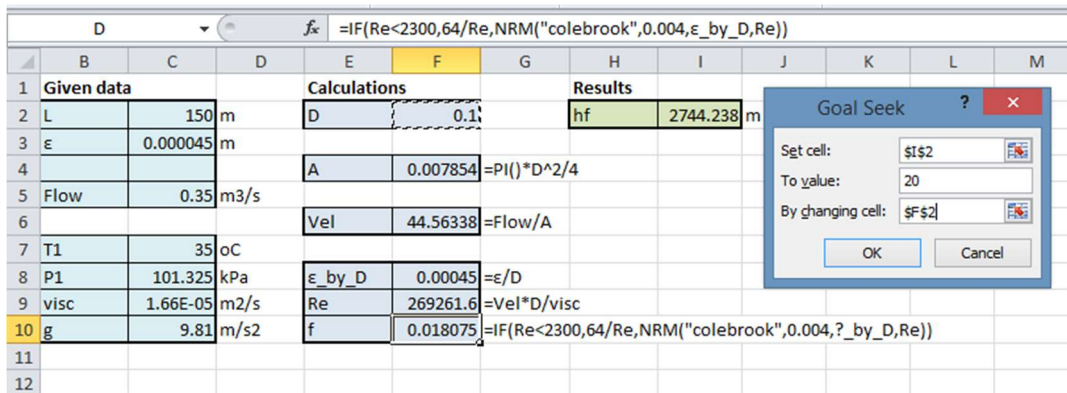 D fx =IF(Re<2300,64/Re,NRM("colebrook",0.004,ε_by_D,Re))
B C D E F G H I J K L M
1 Given data Calculations Results
2 L 150 m D 0.1 hf 2744.238 m
3 ε 0.000045 m
4 A 0.007854 =PI()*D^2/4
5 Flow 0.35 m3/s
6 Vel 44.56338 =Flow/A
7 T1 35 oC
8 P1 101.325 kPa ε_by_D 0.00045 =ε/D
9 visc 1.66E-05 m2/s Re 269261.6 =Vel*D/visc
10 g 9.81 m/s2 f 0.018075 =IF(Re<2300,64/Re,NRM("colebrook",0.004,?_by_D,Re))
11
12
Goal Seek ? ×
Set cell: $I$2
To value: 20
By changing cell: $F$2
OK Cancel